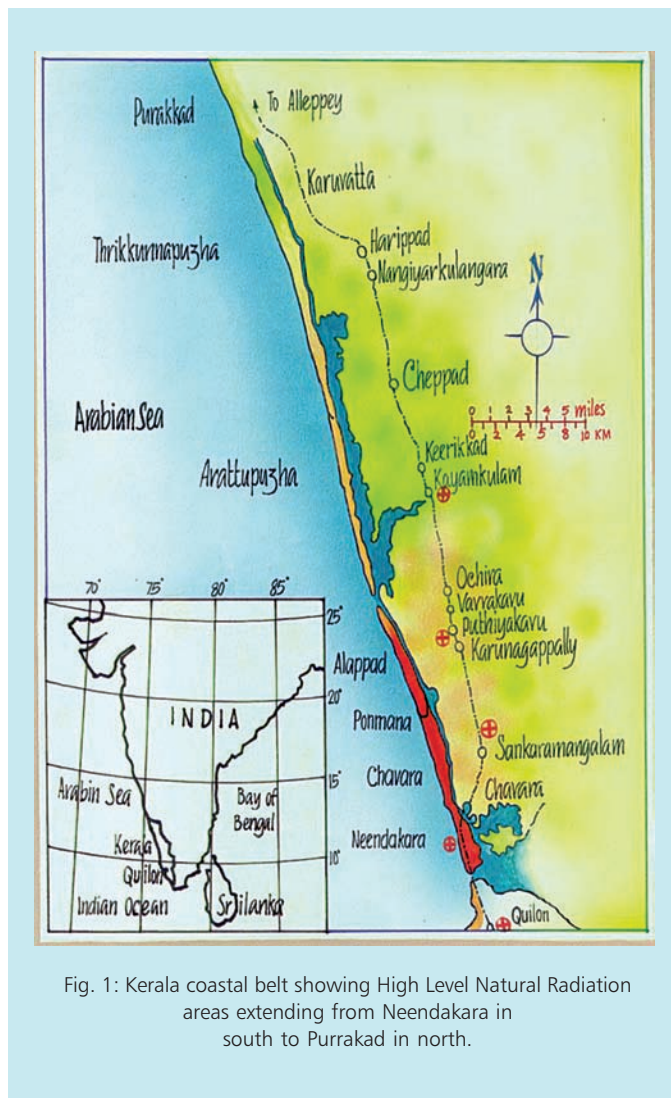 Purakkad
To Alleppey
Karuvatta
Thrikkunnapuzha
Harippad
Nangiyarkulangara
N
Cheppad
0 1 2 3 4 5 miles
0 2 4 6 8 10 KM
Arabian Sea
Keerikkad
Arattupuzha
Kayamkulam
Ochira
Vavrakavu
Puthiyakavu
Karunagappally
70° 75° 80° 85°
25°
Alappad
20°
INDIA
Ponmana
Sankaramangalam
15°
Chavara
Chavara
Arabin Sea
Bay of
Bengal
Neendakara
Kerala
10°
Quilon
Indian Ocean
Sri lanka
Quilon
Fig. 1: Kerala coastal belt showing High Level Natural Radiation
areas extending from Neendakara in
south to Purrakad in north.